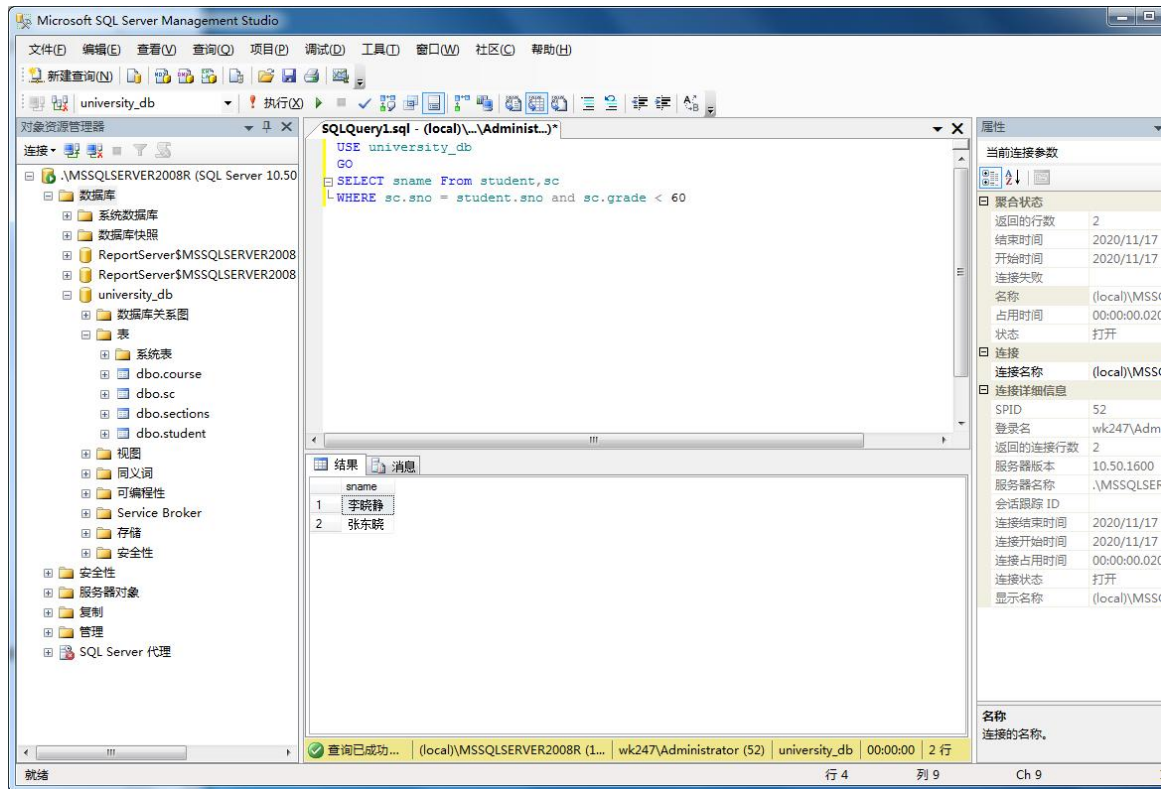 Microsoft SQL Server Management Studio
文件(F) 编辑(E) 查看(V) 查询(Q) 项目(P) 调试(D) 工具(T) 窗口(W) 社区(C) 帮助(H)
新建查询(N)
university_db 执行(X)
对象资源管理器
连接
.\MSSQLSERVER2008R (SQL Server 10.50
数据库
系统数据库
数据库快照
ReportServer$MSSQLSERVER2008
ReportServer$MSSQLSERVER2008
university_db
数据库关系图
表
系统表
dbo.course
dbo.sc
dbo.sections
dbo.student
视图
同义词
可编程性
Service Broker
存储
安全性
安全性
服务器对象
复制
管理
SQL Server 代理
SQLQuery1.sql - (local)\...\Administ...)*
USE university_db
GO
SELECT sname From student,sc
WHERE sc.sno = student.sno and sc.grade < 60
结果 消息
sname
1 李晓静
2 张东皖
查询已成功... (local)\MSSQLSERVER2008R (1... wk247\Administrator (52) university_db 00:00:00 2 行
属性
当前连接参数
聚合状态
返回的行数 2
结束时间 2020/11/17
开始时间 2020/11/17
连接失败
名称 (local)\MSSC
占用时间 00:00:00.020
状态 打开
连接
连接名称 (local)\MSSC
连接详细信息
SPID 52
登录名 wk247\Adm
返回的连接行数 2
服务器版本 10.50.1600
服务器名称 .\MSSQLSER
会话跟踪 ID
连接结束时间 2020/11/17
连接开始时间 2020/11/17
连接占用时间 00:00:00.020
连接状态 打开
显示名称 (local)\MSSC
名称
连接的名称。
就绪 行 4 列 9 Ch 9